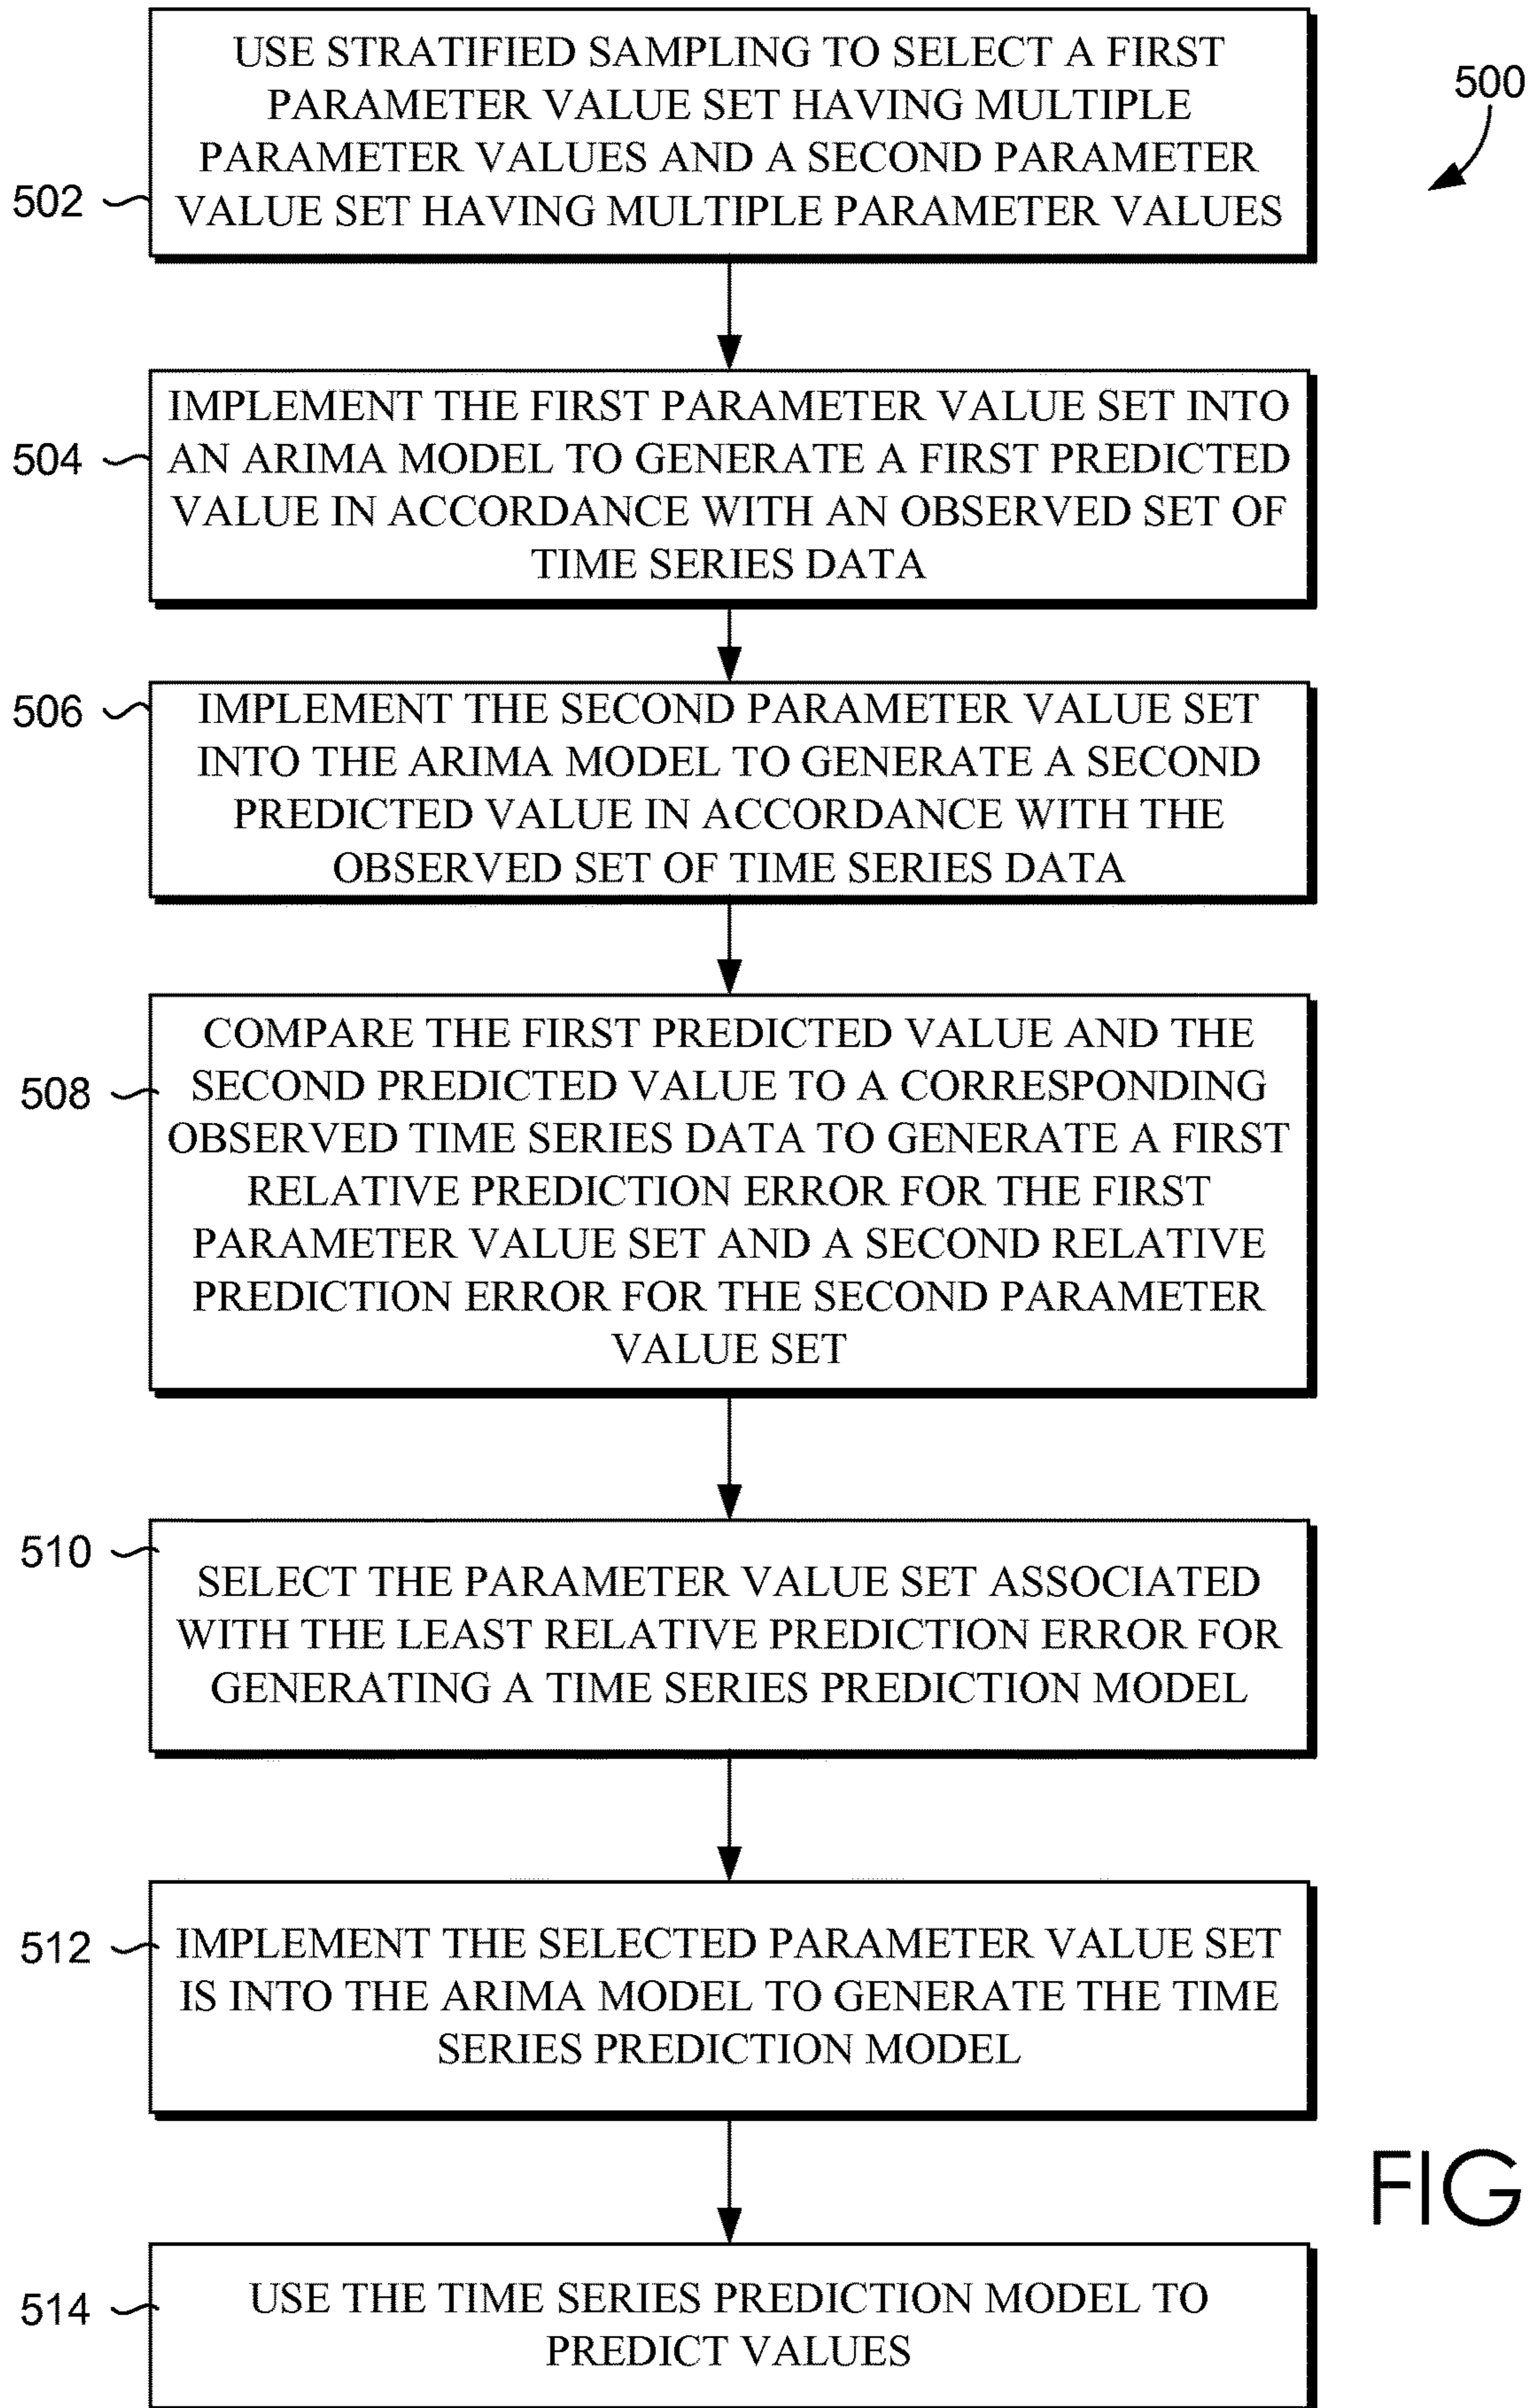 USE STRATIFIED SAMPLING TO SELECT A FIRST
PARAMETER VALUE SET HAVING MULTIPLE
PARAMETER VALUES AND A SECOND PARAMETER
VALUE SET HAVING MULTIPLE PARAMETER VALUES
500
502
IMPLEMENT THE FIRST PARAMETER VALUE SET INTO
AN ARIMA MODEL TO GENERATE A FIRST PREDICTED
VALUE IN ACCORDANCE WITH AN OBSERVED SET OF
TIME SERIES DATA
504
IMPLEMENT THE SECOND PARAMETER VALUE SET
INTO THE ARIMA MODEL TO GENERATE A SECOND
PREDICTED VALUE IN ACCORDANCE WITH THE
OBSERVED SET OF TIME SERIES DATA
506
COMPARE THE FIRST PREDICTED VALUE AND THE
SECOND PREDICTED VALUE TO A CORRESPONDING
OBSERVED TIME SERIES DATA TO GENERATE A FIRST
RELATIVE PREDICTION ERROR FOR THE FIRST
PARAMETER VALUE SET AND A SECOND RELATIVE
PREDICTION ERROR FOR THE SECOND PARAMETER
VALUE SET
508
SELECT THE PARAMETER VALUE SET ASSOCIATED
WITH THE LEAST RELATIVE PREDICTION ERROR FOR
GENERATING A TIME SERIES PREDICTION MODEL
510
IMPLEMENT THE SELECTED PARAMETER VALUE SET
IS INTO THE ARIMA MODEL TO GENERATE THE TIME
SERIES PREDICTION MODEL
512
USE THE TIME SERIES PREDICTION MODEL TO
PREDICT VALUES
514
FIG